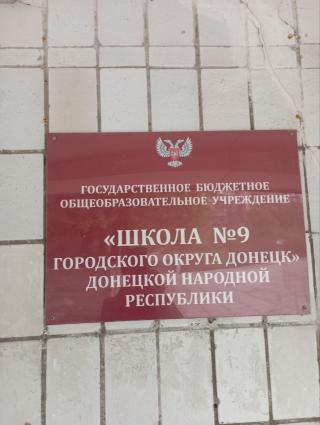 ГОСУДАРСТВЕННОЕ БЮДЖЕТНОЕ
ОБЩЕОБРАЗОВАТЕЛЬНОЕ УЧРЕЖДЕНИЕ
«ШКОЛА №9
ГОРОДСКОГО ОКРУГА ДОНЕЦК»
ДОНЕЦКОЙ НАРОДНОЙ
РЕСПУБЛИКИ